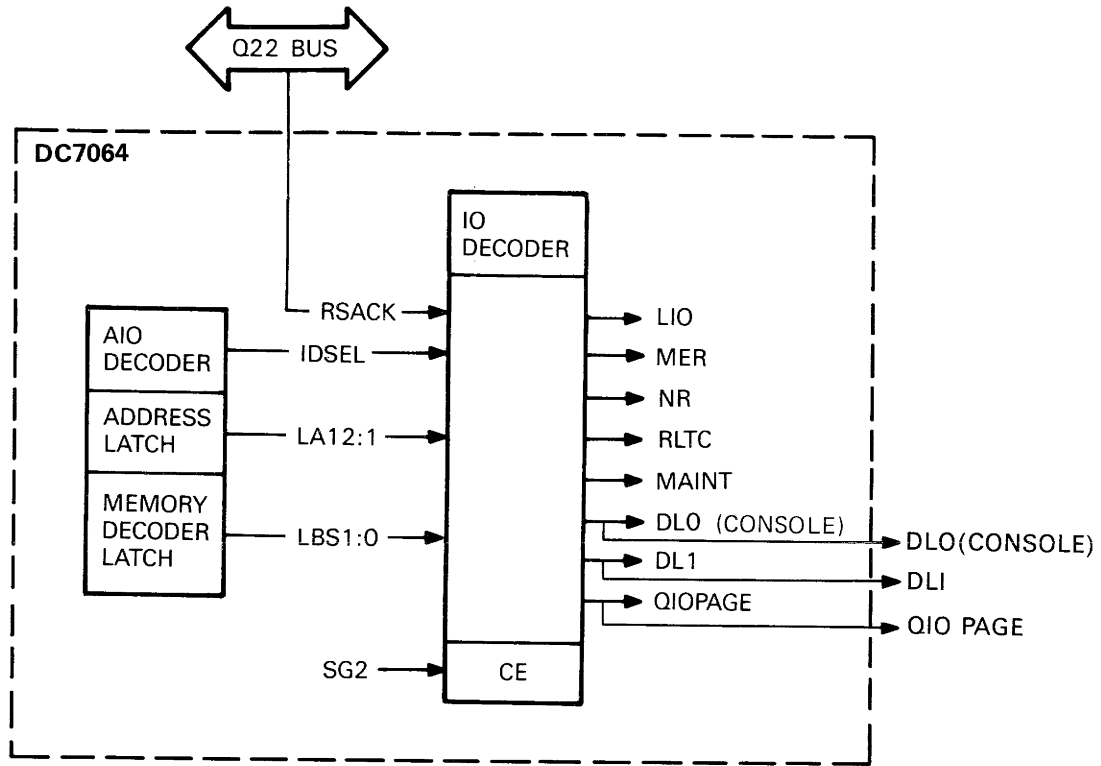 Q22 BUS
DC7064
IO
DECODER
RSACK
AIO
DECODER
IDSEL
ADDRESS
LATCH
LA12:1
MEMORY
DECODER
LATCH
LBS1:0
SG2
CE
LIO
MER
NR
RLTC
MAINT
DL0 (CONSOLE)
DL1
QIOPAGE
DLO(CONSOLE)
DLI
QIO PAGE